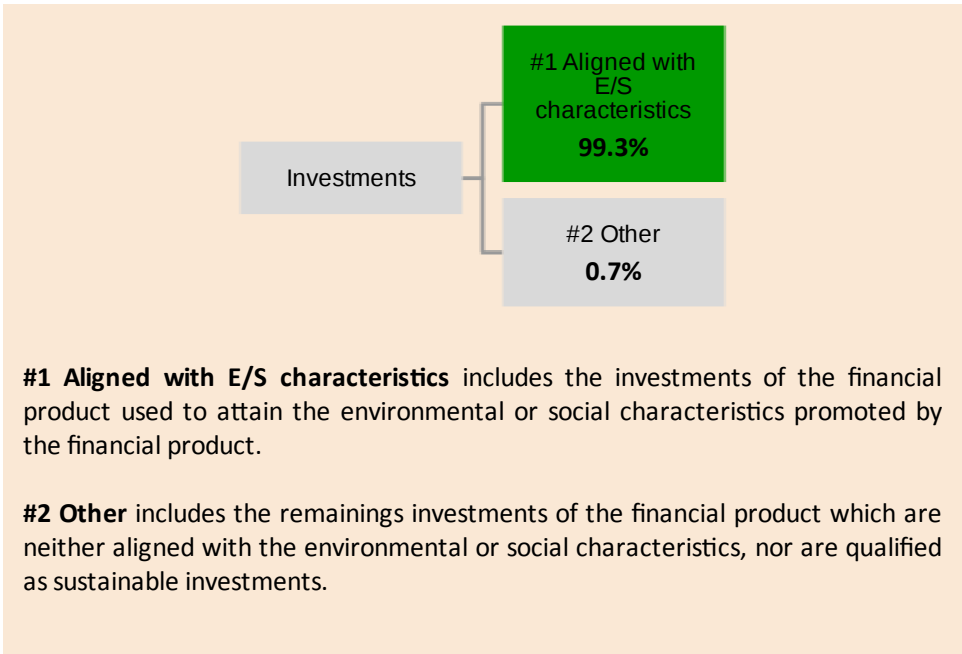 #1 Aligned with
E/S
characteristics
99.3%
Investments
#2 Other
0.7%
#1 Aligned with E/S characteristics includes the investments of the financial
product used to attain the environmental or social characteristics promoted by
the financial product.
#2 Other includes the remainings investments of the financial product which are
neither aligned with the environmental or social characteristics, nor are qualified
as sustainable investments.